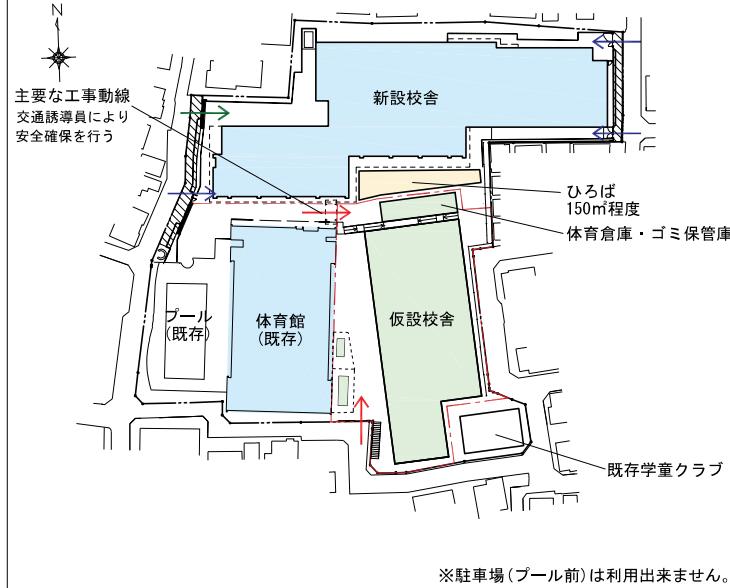 N
主要な工事動線
交通誘導員により
安全確保を行う
新設校舎
ひろば
150㎡程度
体育倉庫・ゴミ保管庫
プール
(既存)
体育館
(既存)
仮設校舎
既存学童クラブ
※駐車場(プール前)は利用出来ません。